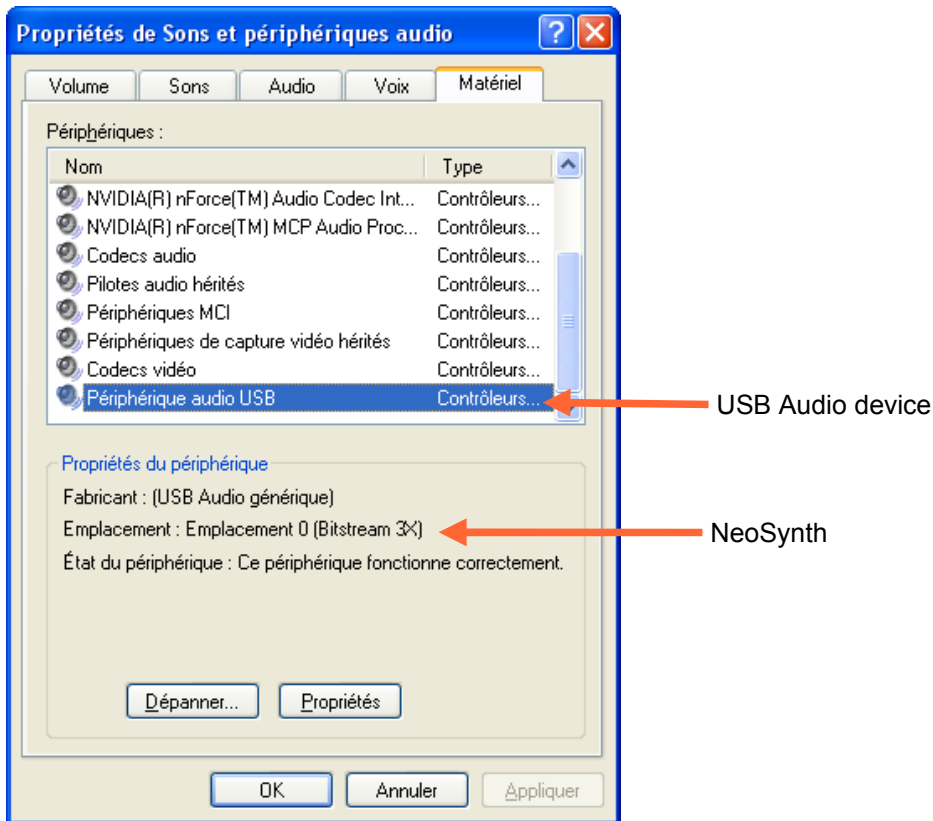 Propriétés de Sons et périphériques audio
Volume Sons Audio Voix Matériel
Périphériques :
Nom Type
NVIDIA(R) nForce(TM) Audio Codec Int... Contrôleurs...
NVIDIA(R) nForce(TM) MCP Audio Proc... Contrôleurs...
Codecs audio Contrôleurs...
Pilotes audio hérités Contrôleurs...
Périphériques MCI Contrôleurs...
Périphériques de capture vidéo hérités Contrôleurs...
Codecs vidéo Contrôleurs...
Périphérique audio USB Contrôleurs... USB Audio device
Propriétés du périphérique
Fabricant : (USB Audio générique)
Emplacement : Emplacement 0 (Bitstream 3X) NeoSynth
État du périphérique : Ce périphérique fonctionne correctement.
Dépanner... Propriétés
OK Annuler Appliquer